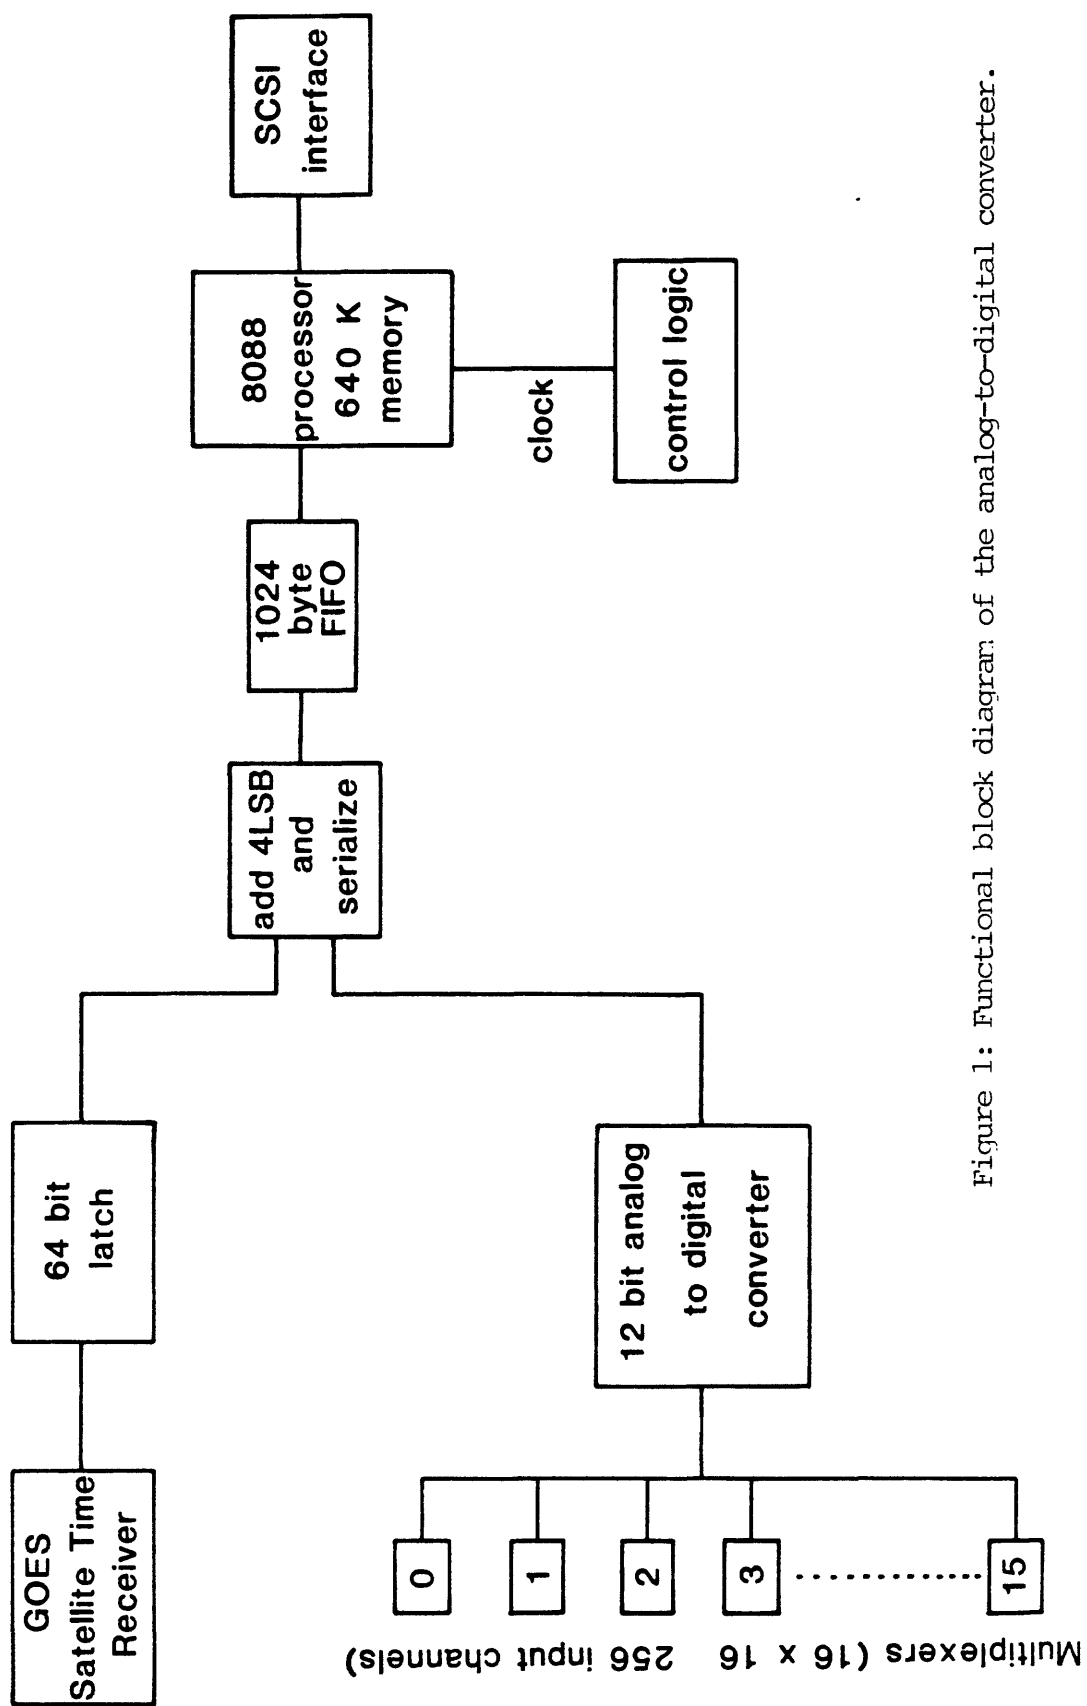 GOES
Satellite Time
Receiver
64 bit
latch
add 4LSB
and
serialize
1024
byte
FIFO
8088
processor
640 K
memory
SCSI
interface
clock
control logic
12 bit analog
to digital
converter
0
1
2
3
15
Multiplexers (16 x 16 256 input channels)
Figure 1: Functional block diagram of the analog-to-digital converter.